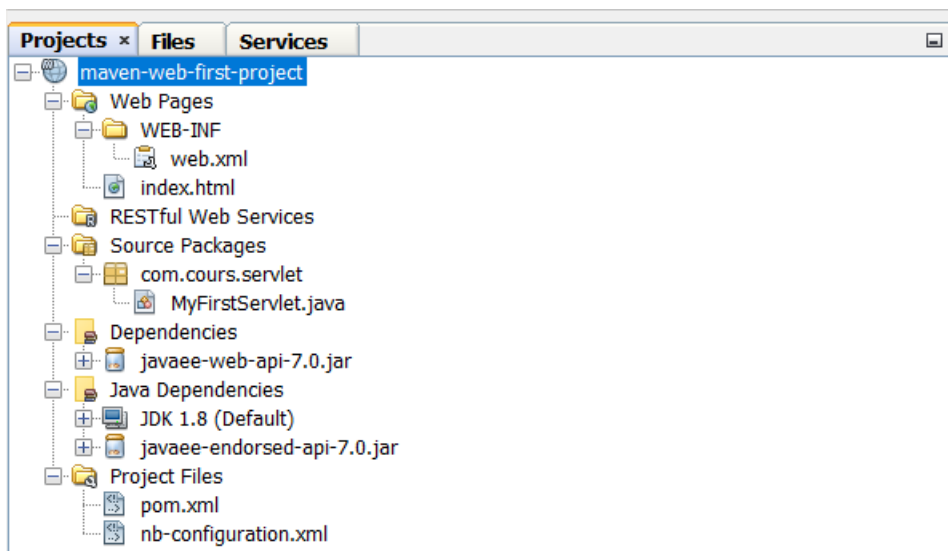 Projects × Files Services
maven-web-first-project
Web Pages
WEB-INF
web.xml
index.html
RESTful Web Services
Source Packages
com.cours.servlet
MyFirstServlet.java
Dependencies
javaee-web-api-7.0.jar
Java Dependencies
JDK 1.8 (Default)
javaee-endorsed-api-7.0.jar
Project Files
pom.xml
nb-configuration.xml